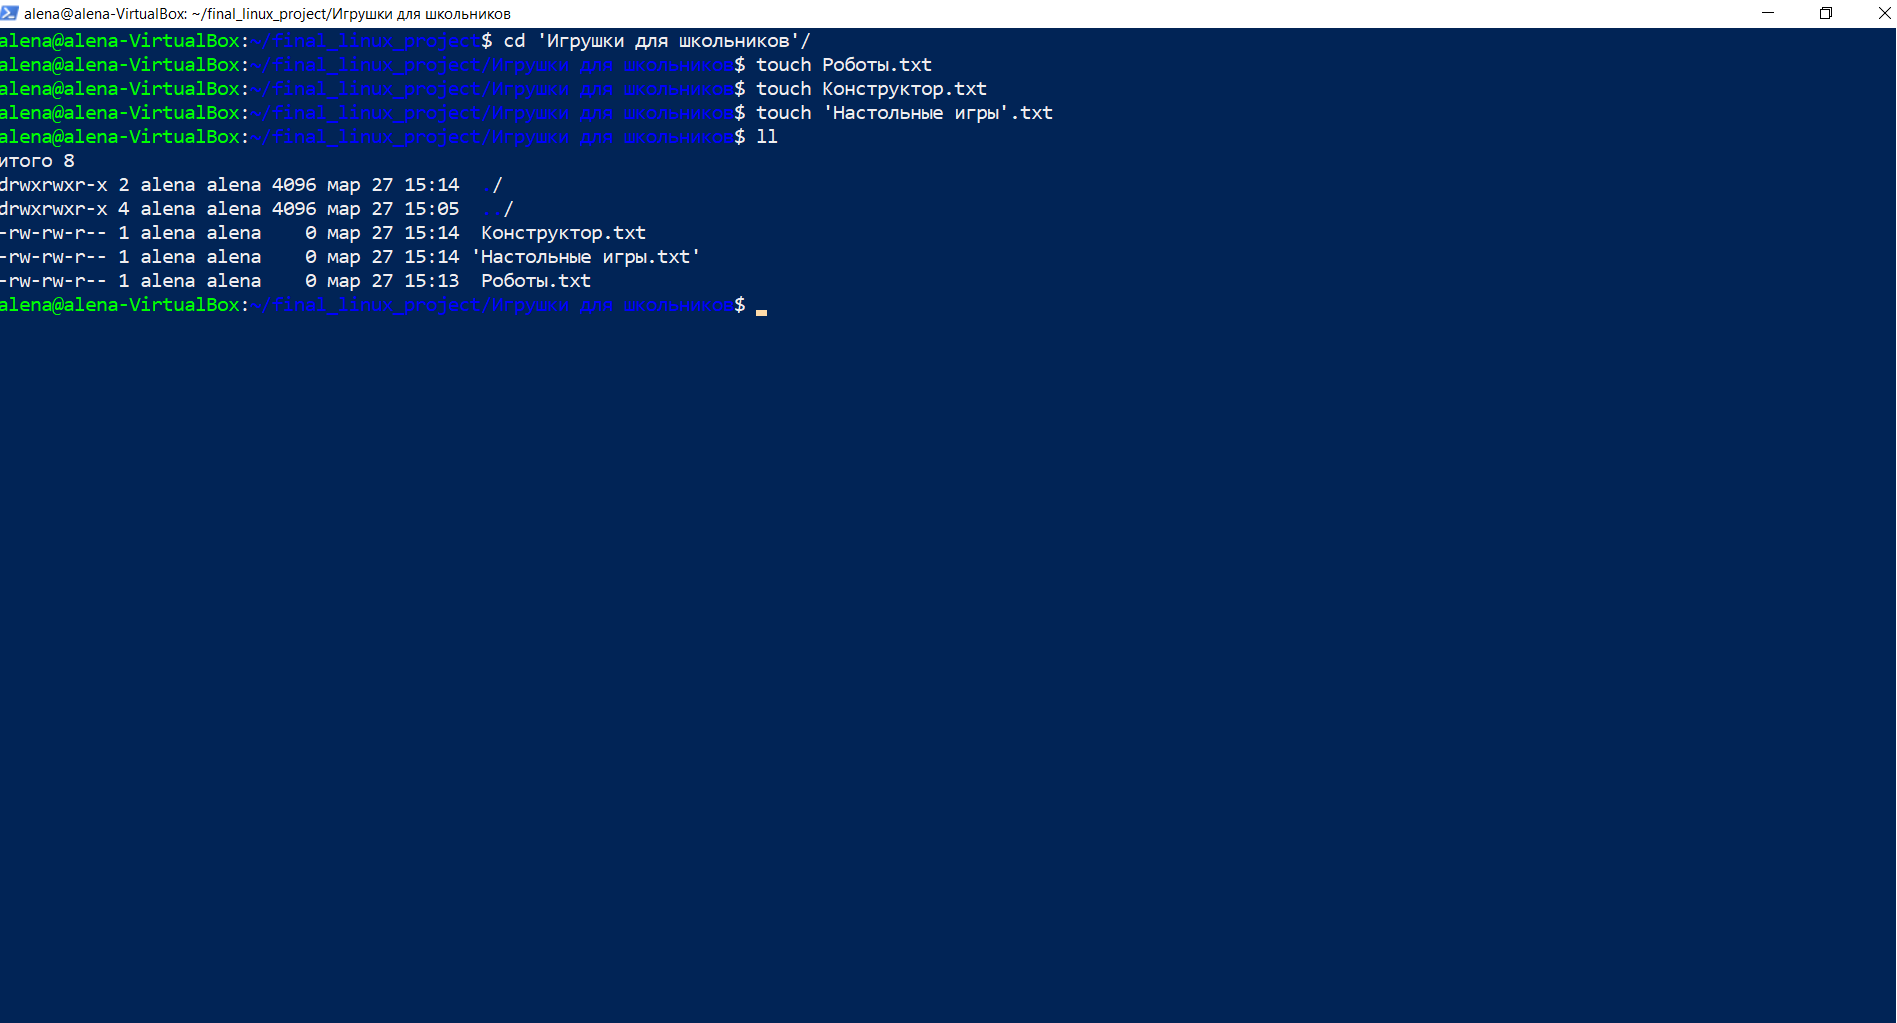 alena@alena-VirtualBox: ~/final_linux_project/Игрушки для школьников
alena@alena-VirtualBox:~/final_linux_project$ cd 'Игрушки для школьников'/
alena@alena-VirtualBox:~/final_linux_project/Игрушки для школьников$ touch Роботы.txt
alena@alena-VirtualBox:~/final_linux_project/Игрушки для школьников$ touch Конструктор.txt
alena@alena-VirtualBox:~/final_linux_project/Игрушки для школьников$ touch 'Настольные игры'.txt
alena@alena-VirtualBox:~/final_linux_project/Игрушки для школьников$ ll
итого 8
drwxrwxr-x 2 alena alena 4096 мар 27 15:14  ./
drwxrwxr-x 4 alena alena 4096 мар 27 15:05  ../
-rw-rw-r-- 1 alena alena    0 мар 27 15:14  Конструктор.txt
-rw-rw-r-- 1 alena alena    0 мар 27 15:14 'Настольные игры.txt'
-rw-rw-r-- 1 alena alena    0 мар 27 15:13  Роботы.txt
alena@alena-VirtualBox:~/final_linux_project/Игрушки для школьников$